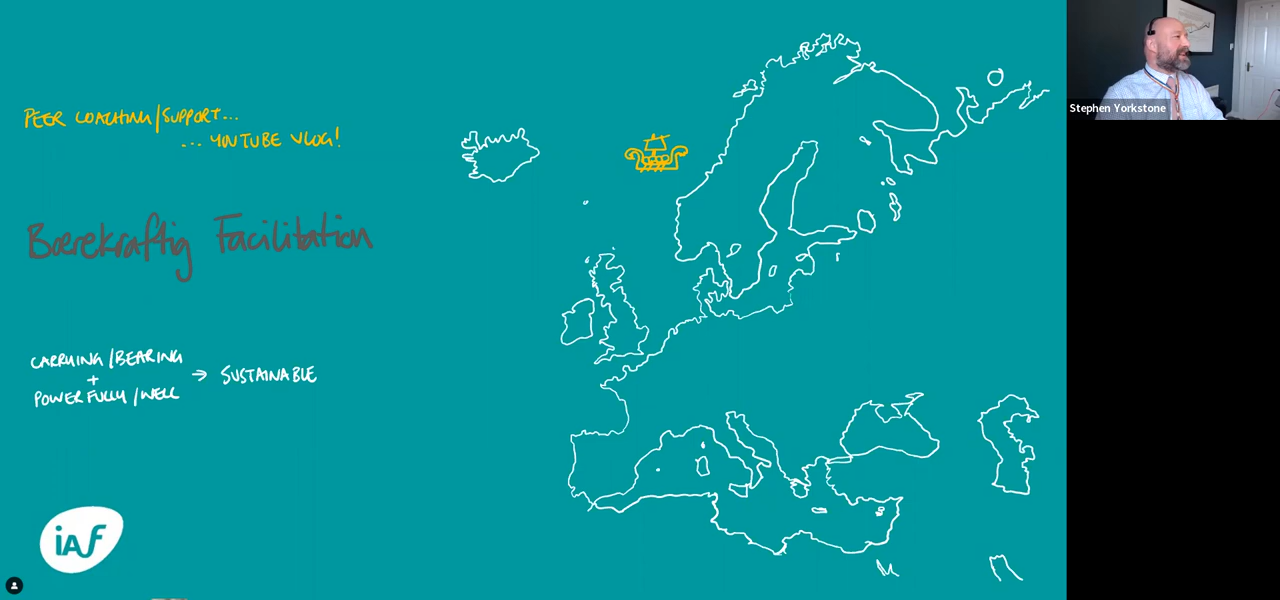 PEER COACHING/SUPPORT...
... YOUTUBE VLOG!
Bærekraftig Facilitation
CARRYING/BEARING
+
POWERFULLY/WELL
→ SUSTAINABLE
iAF
Stephen Yorkstone